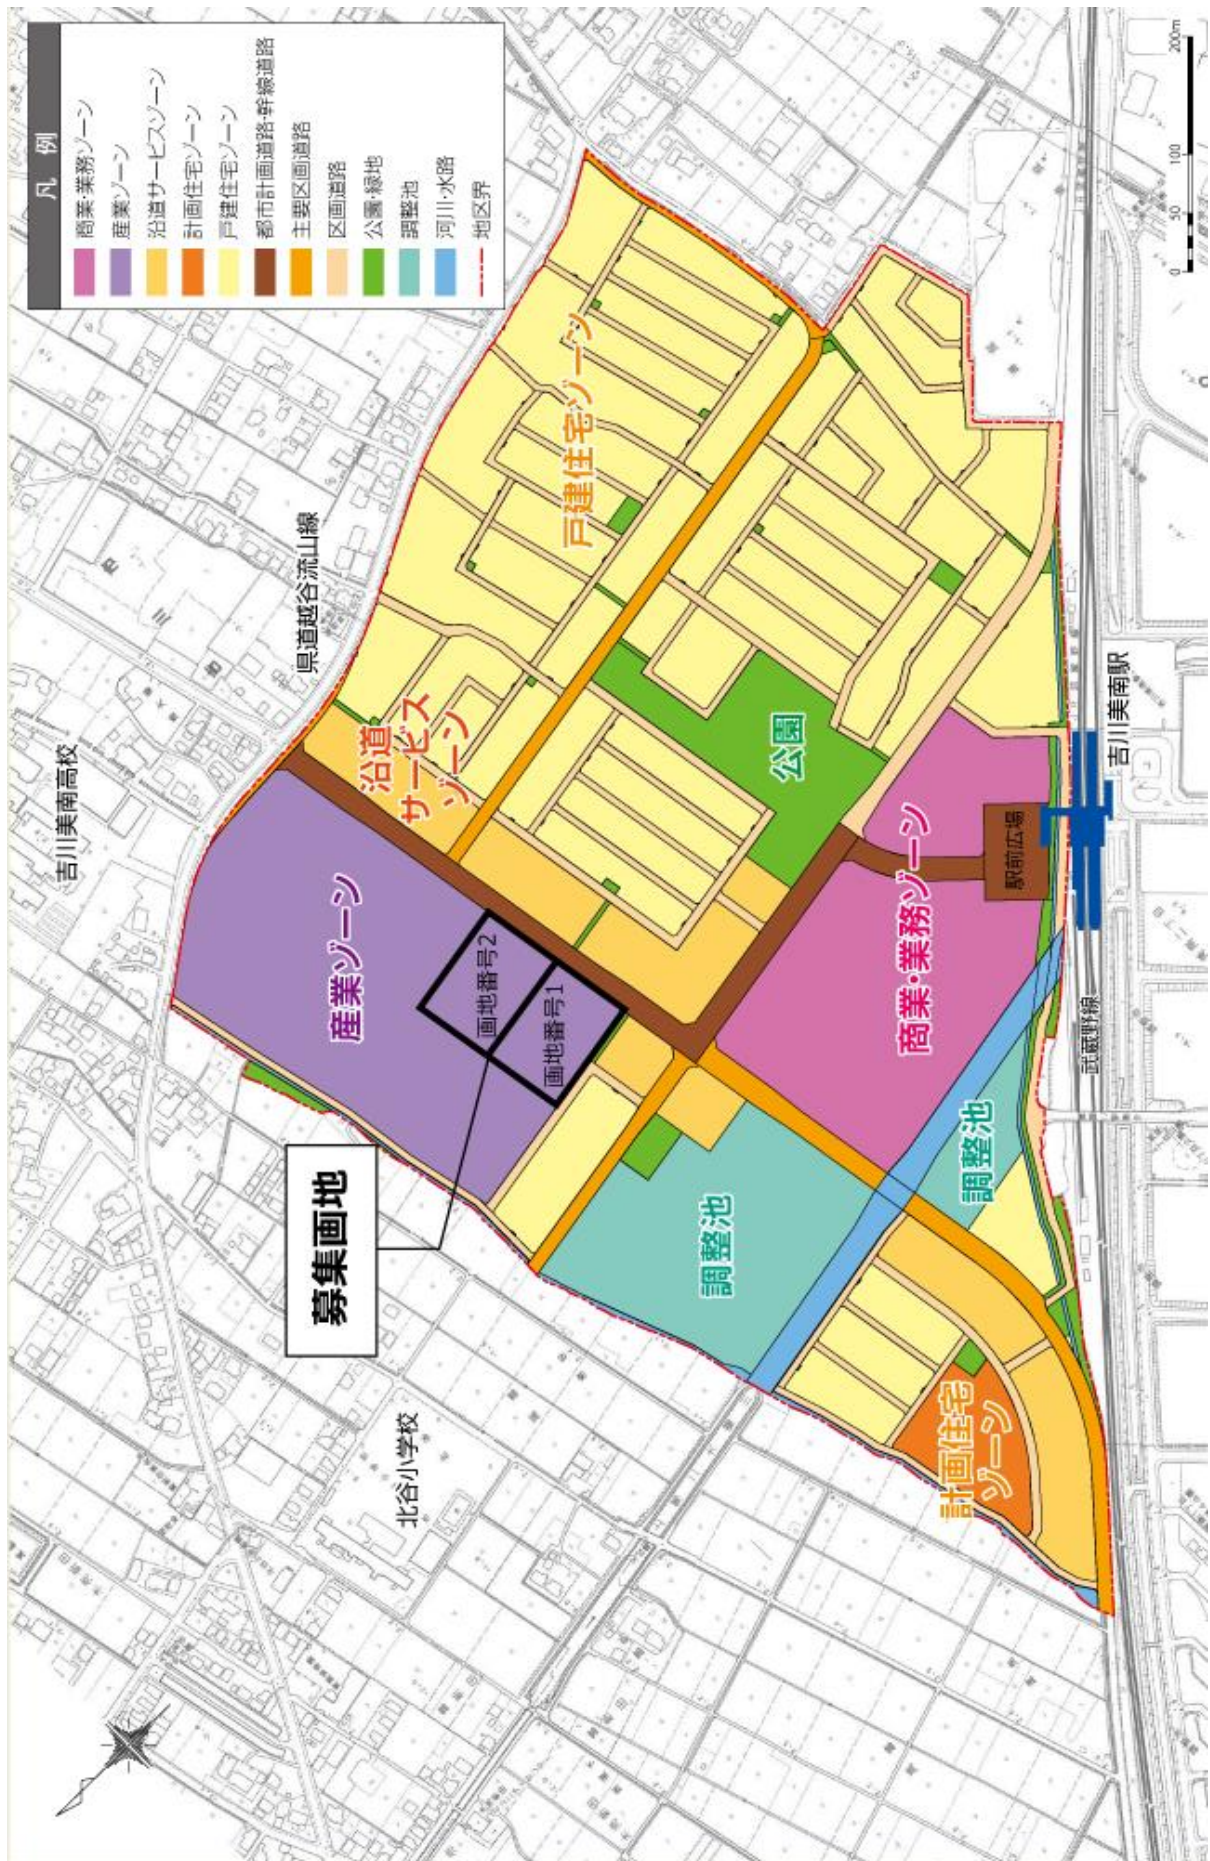 凡 例
商業・業務ゾーン
産業ゾーン
沿道サービスゾーン
計画住宅ゾーン
戸建住宅ゾーン
都市計画道路・幹線道路
主要区画道路
区画道路
公園・緑地
調整池
河川・水路
地区界
吉川美南高校
県道越谷流山線
北谷小学校
募集画地
産業ゾーン
画地番号2
画地番号1
沿道
サービス
ゾーン
戸建住宅ゾーン
公園
商業・業務ゾーン
駅前広場
調整池
調整池
計画住宅
ゾーン
武蔵野線
吉川美南駅
0 50 100 200m